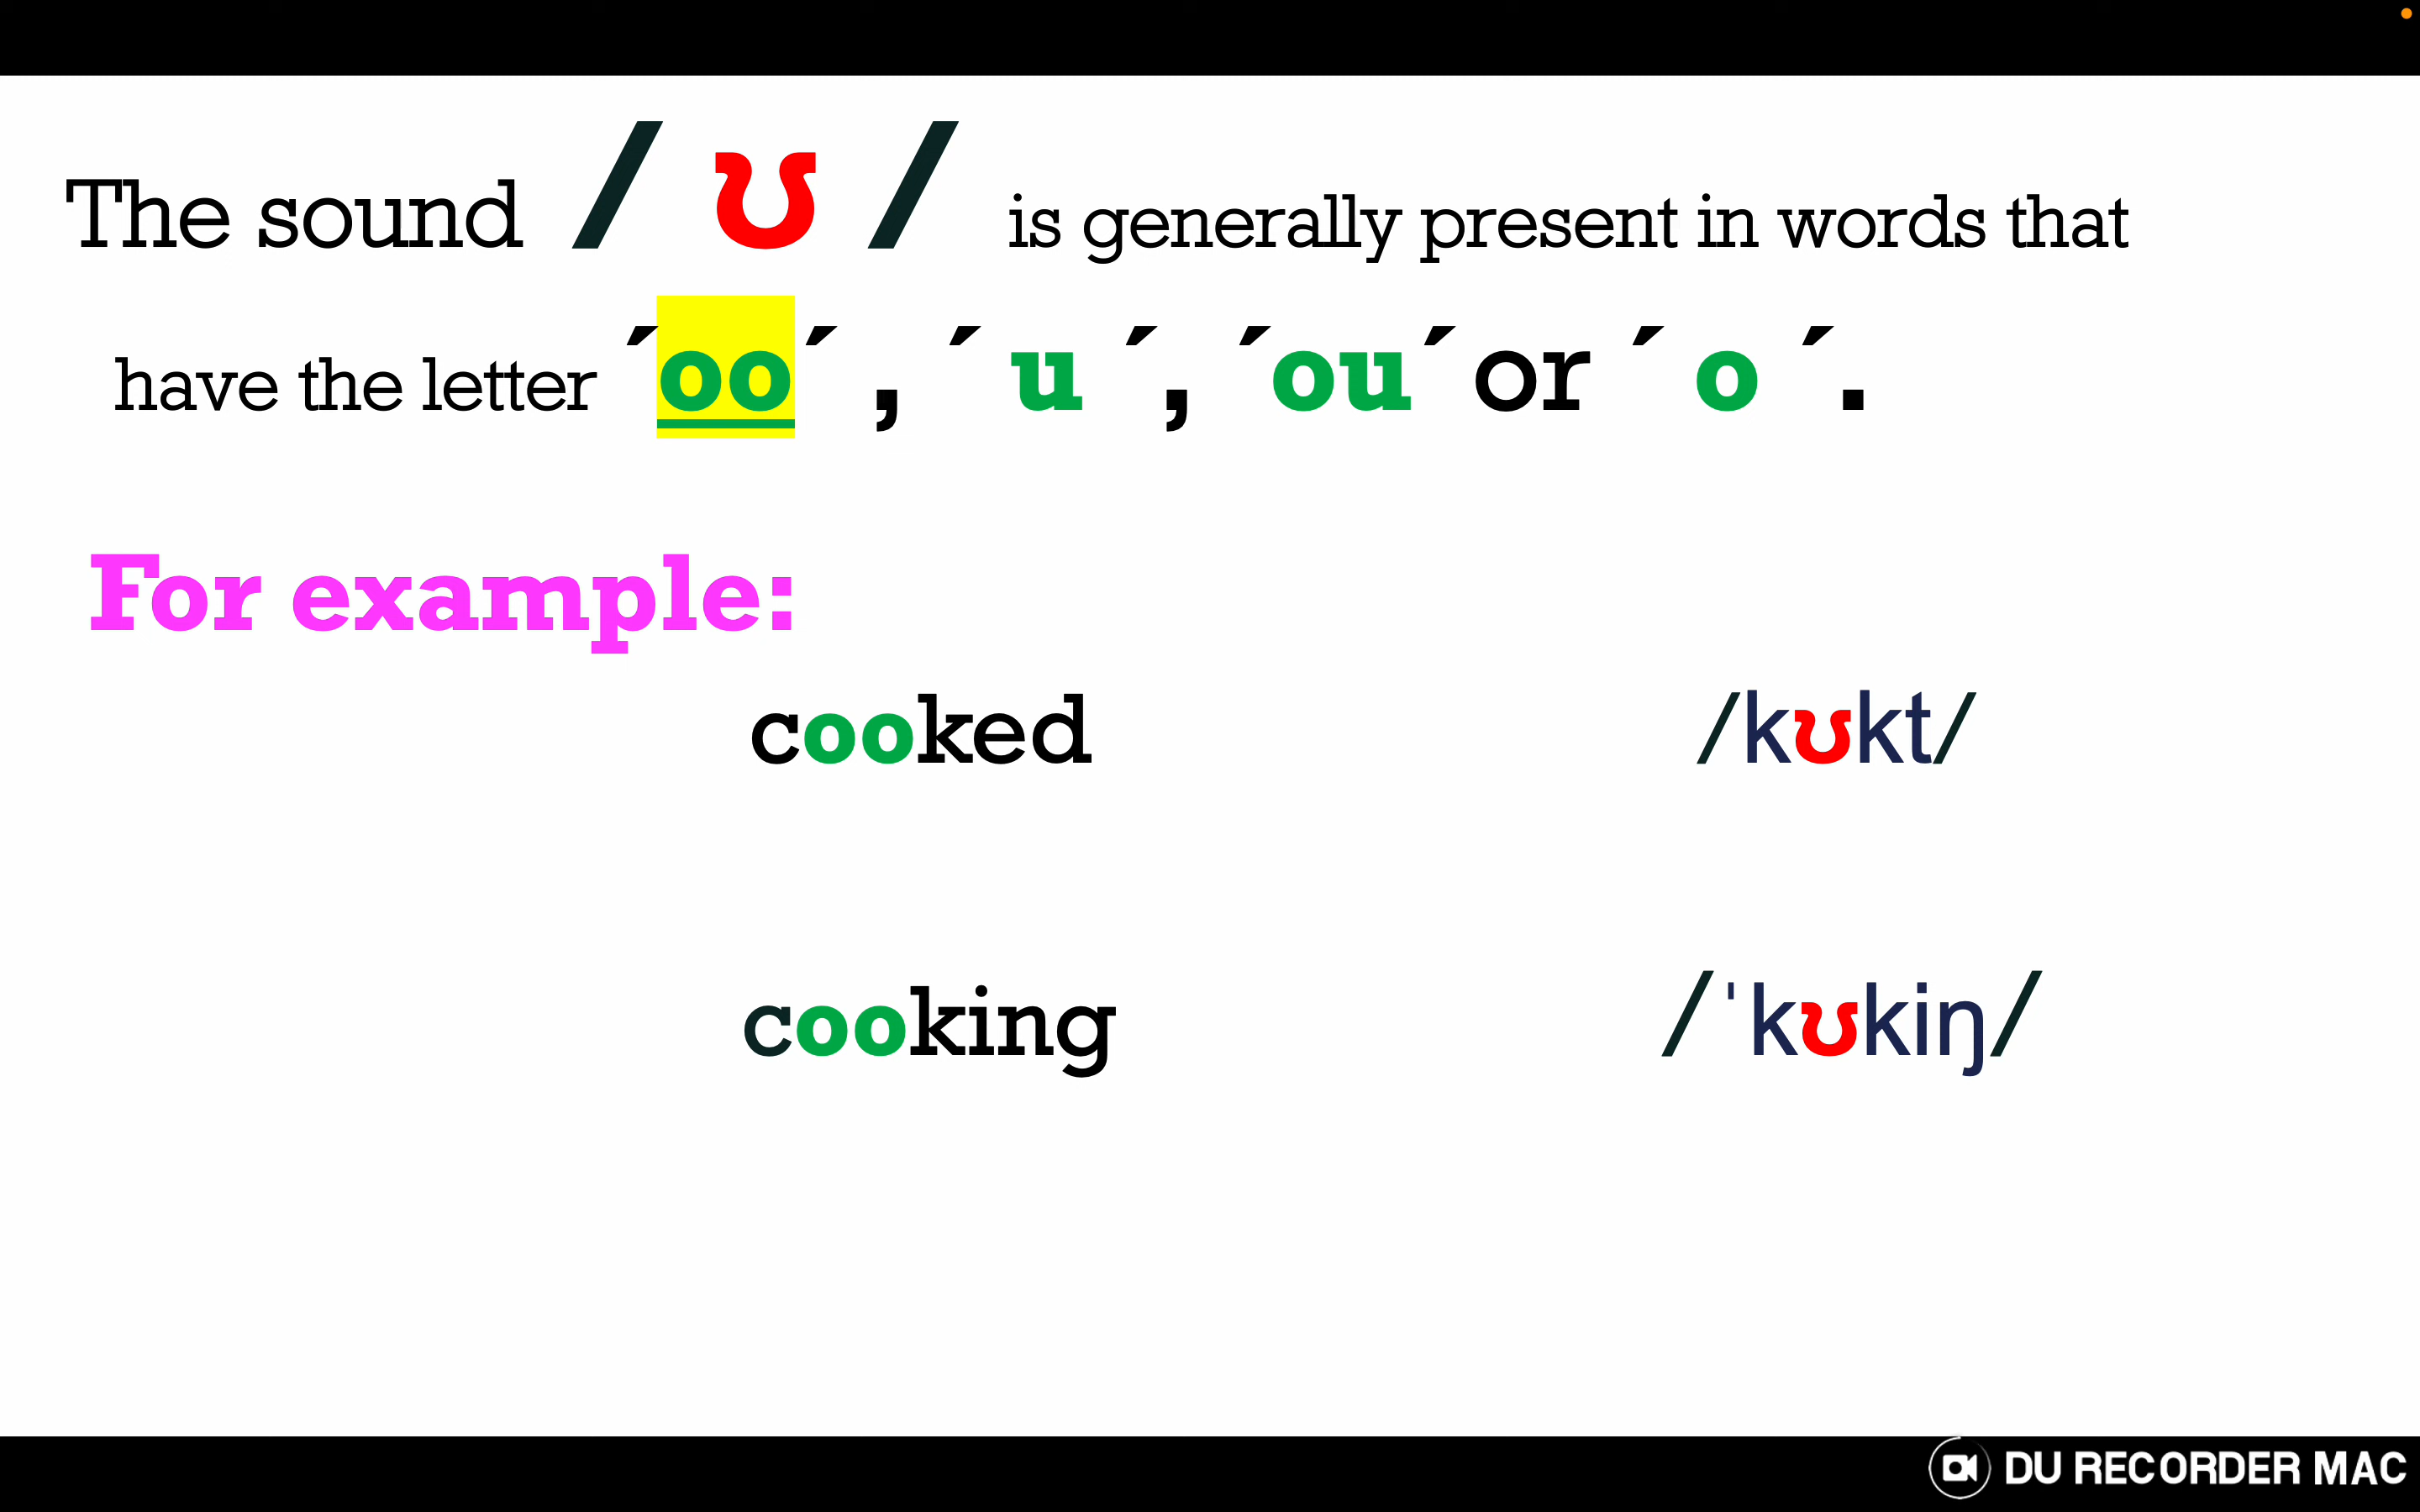 The sound / ʊ / is generally present in words that
have the letter ´oo´, ´ u ´, ´ou´ or ´ o ´.
For example:
cooked /kʊkt/
cooking /ˈkʊkiŋ/
DU RECORDER MAC